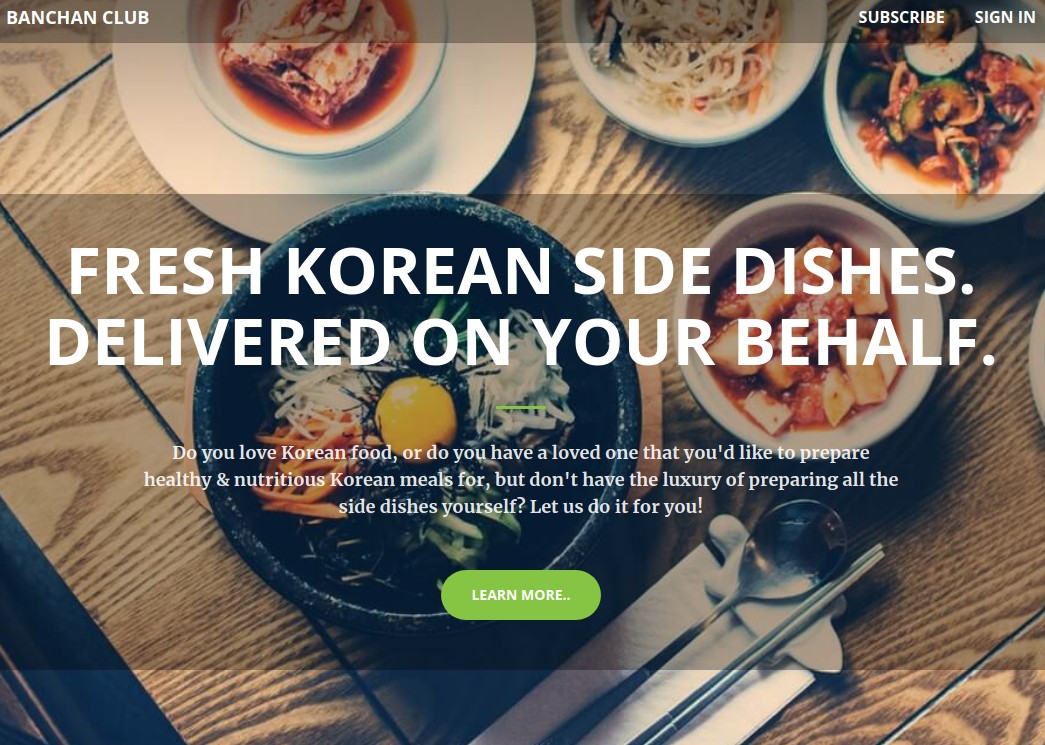 BANCHAN CLUB
SUBSCRIBE
SIGN IN
FRESH KOREAN SIDE DISHES.
DELIVERED ON YOUR BEHALF.
Do you love Korean food, or do you have a loved one that you'd like to prepare
healthy & nutritious Korean meals for, but don't have the luxury of preparing all the
side dishes yourself? Let us do it for you!
LEARN MORE..